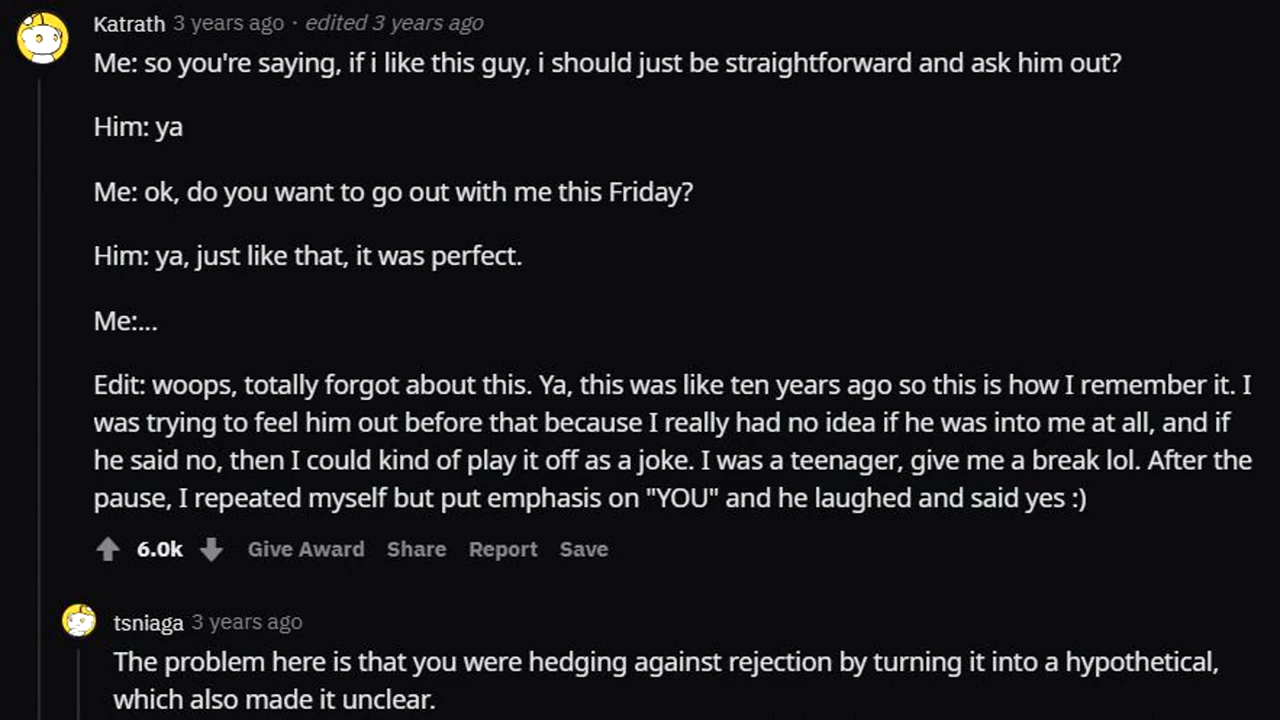 Katrath 3 years ago · edited 3 years ago
Me: so you're saying, if i like this guy, i should just be straightforward and ask him out?
Him: ya
Me: ok, do you want to go out with me this Friday?
Him: ya, just like that, it was perfect.
Me:...
Edit: woops, totally forgot about this. Ya, this was like ten years ago so this is how I remember it. I
was trying to feel him out before that because I really had no idea if he was into me at all, and if
he said no, then I could kind of play it off as a joke. I was a teenager, give me a break lol. After the
pause, I repeated myself but put emphasis on "YOU" and he laughed and said yes :)
6.0k Give Award Share Report Save
tsniaga 3 years ago
The problem here is that you were hedging against rejection by turning it into a hypothetical,
which also made it unclear.